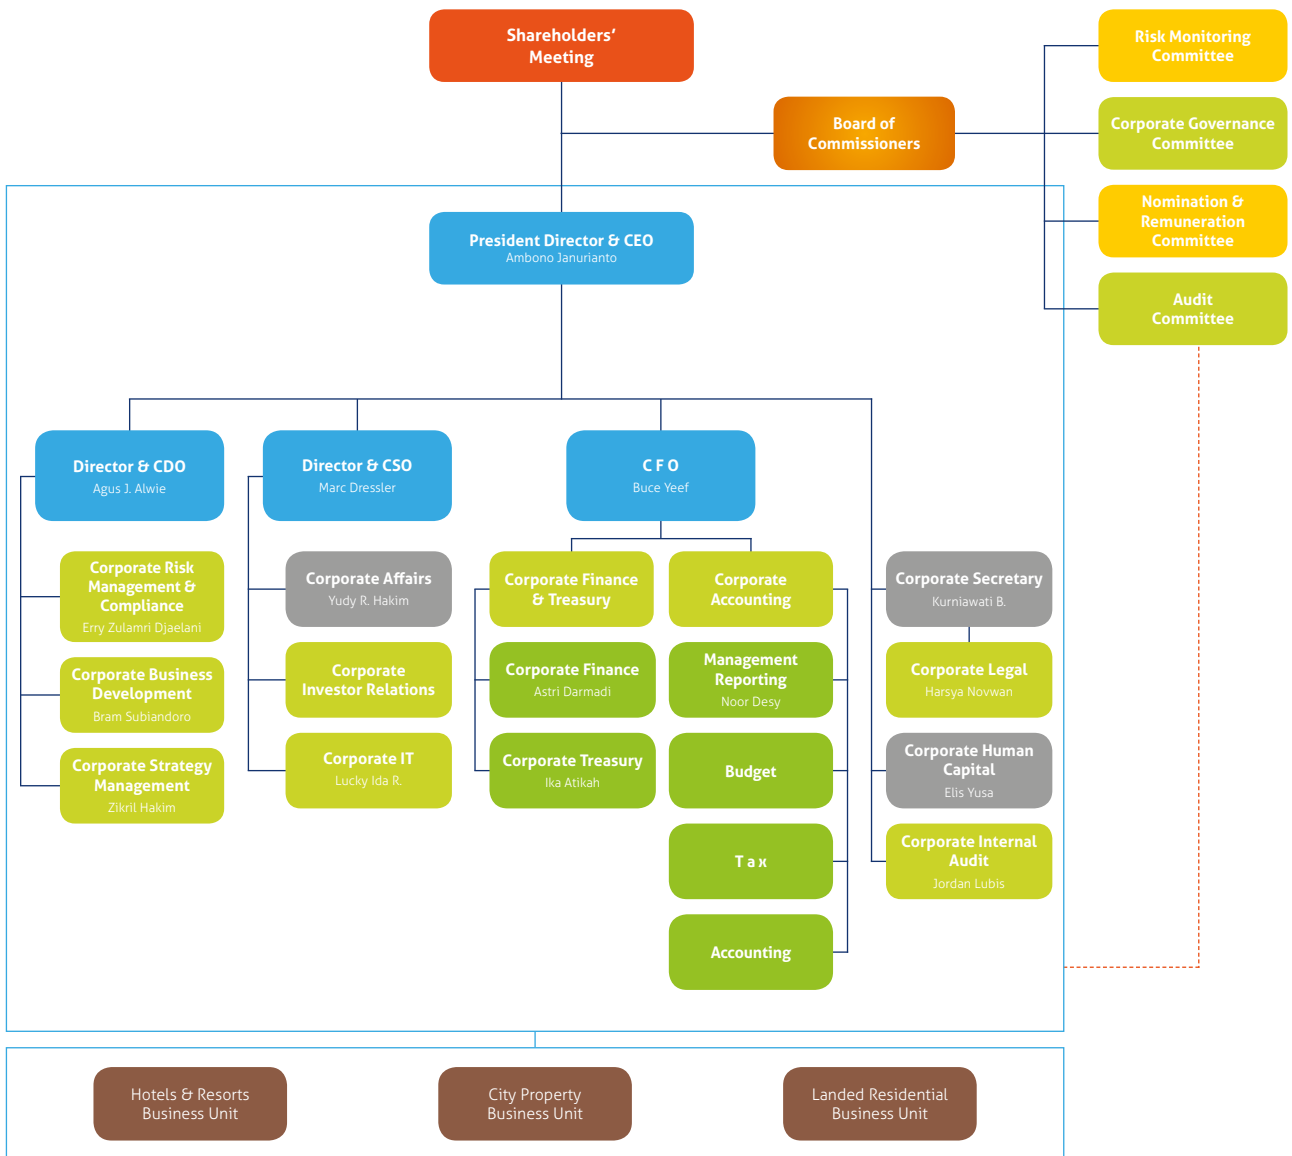 Shareholders’
Meeting
Risk Monitoring
Committee
Board of
Commissioners
Corporate Governance
Committee
Nomination &
Remuneration
Committee
President Director & CEO
Ambono Janurianto
Audit
Committee
Director & CDO
Agus J. Alwie
Director & CSO
Marc Dressler
C F O
Buce Yeef
Corporate Risk
Management &
Compliance
Erry Zulamri Djaelani
Corporate Business
Development
Bram Subiandoro
Corporate Strategy
Management
Zikril Hakim
Corporate Affairs
Yudy R. Hakim
Corporate
Investor Relations
Corporate IT
Lucky Ida R.
Corporate Finance
& Treasury
Corporate Finance
Astri Darmadi
Corporate Treasury
Ika Atikah
Corporate
Accounting
Management
Reporting
Noor Desy
Budget
T a x
Accounting
Corporate Secretary
Kurniawati B.
Corporate Legal
Harsya Novwan
Corporate Human
Capital
Elis Yusa
Corporate Internal
Audit
Jordan Lubis
Hotels & Resorts
Business Unit
City Property
Business Unit
Landed Residential
Business Unit